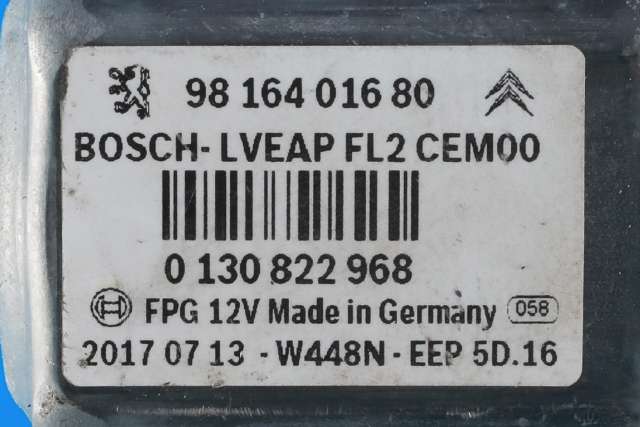 98 164 016 80
BOSCH- LVEAP FL2 CEM00
0 130 822 968
FPG 12V Made in Germany 058
2017 07 13 - W448N - EEP 5D.16